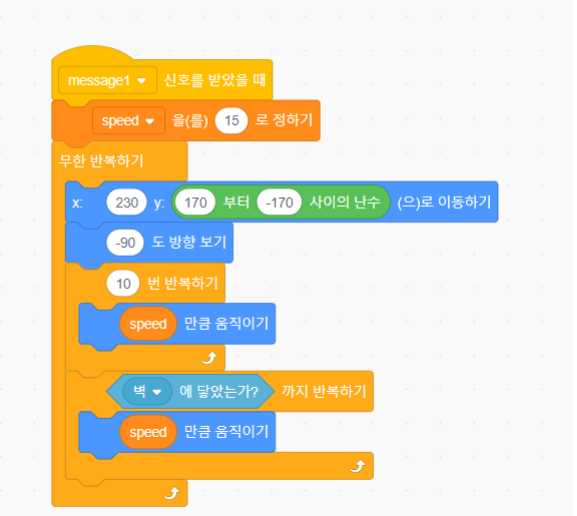 message1 신호를 받았을 때
speed 을(를) 15 로 정하기
무한 반복하기
x: 230 y: 170 부터 -170 사이의 난수 (으)로 이동하기
-90 도 방향 보기
10 번 반복하기
speed 만큼 움직이기
벽 에 닿았는가? 까지 반복하기
speed 만큼 움직이기